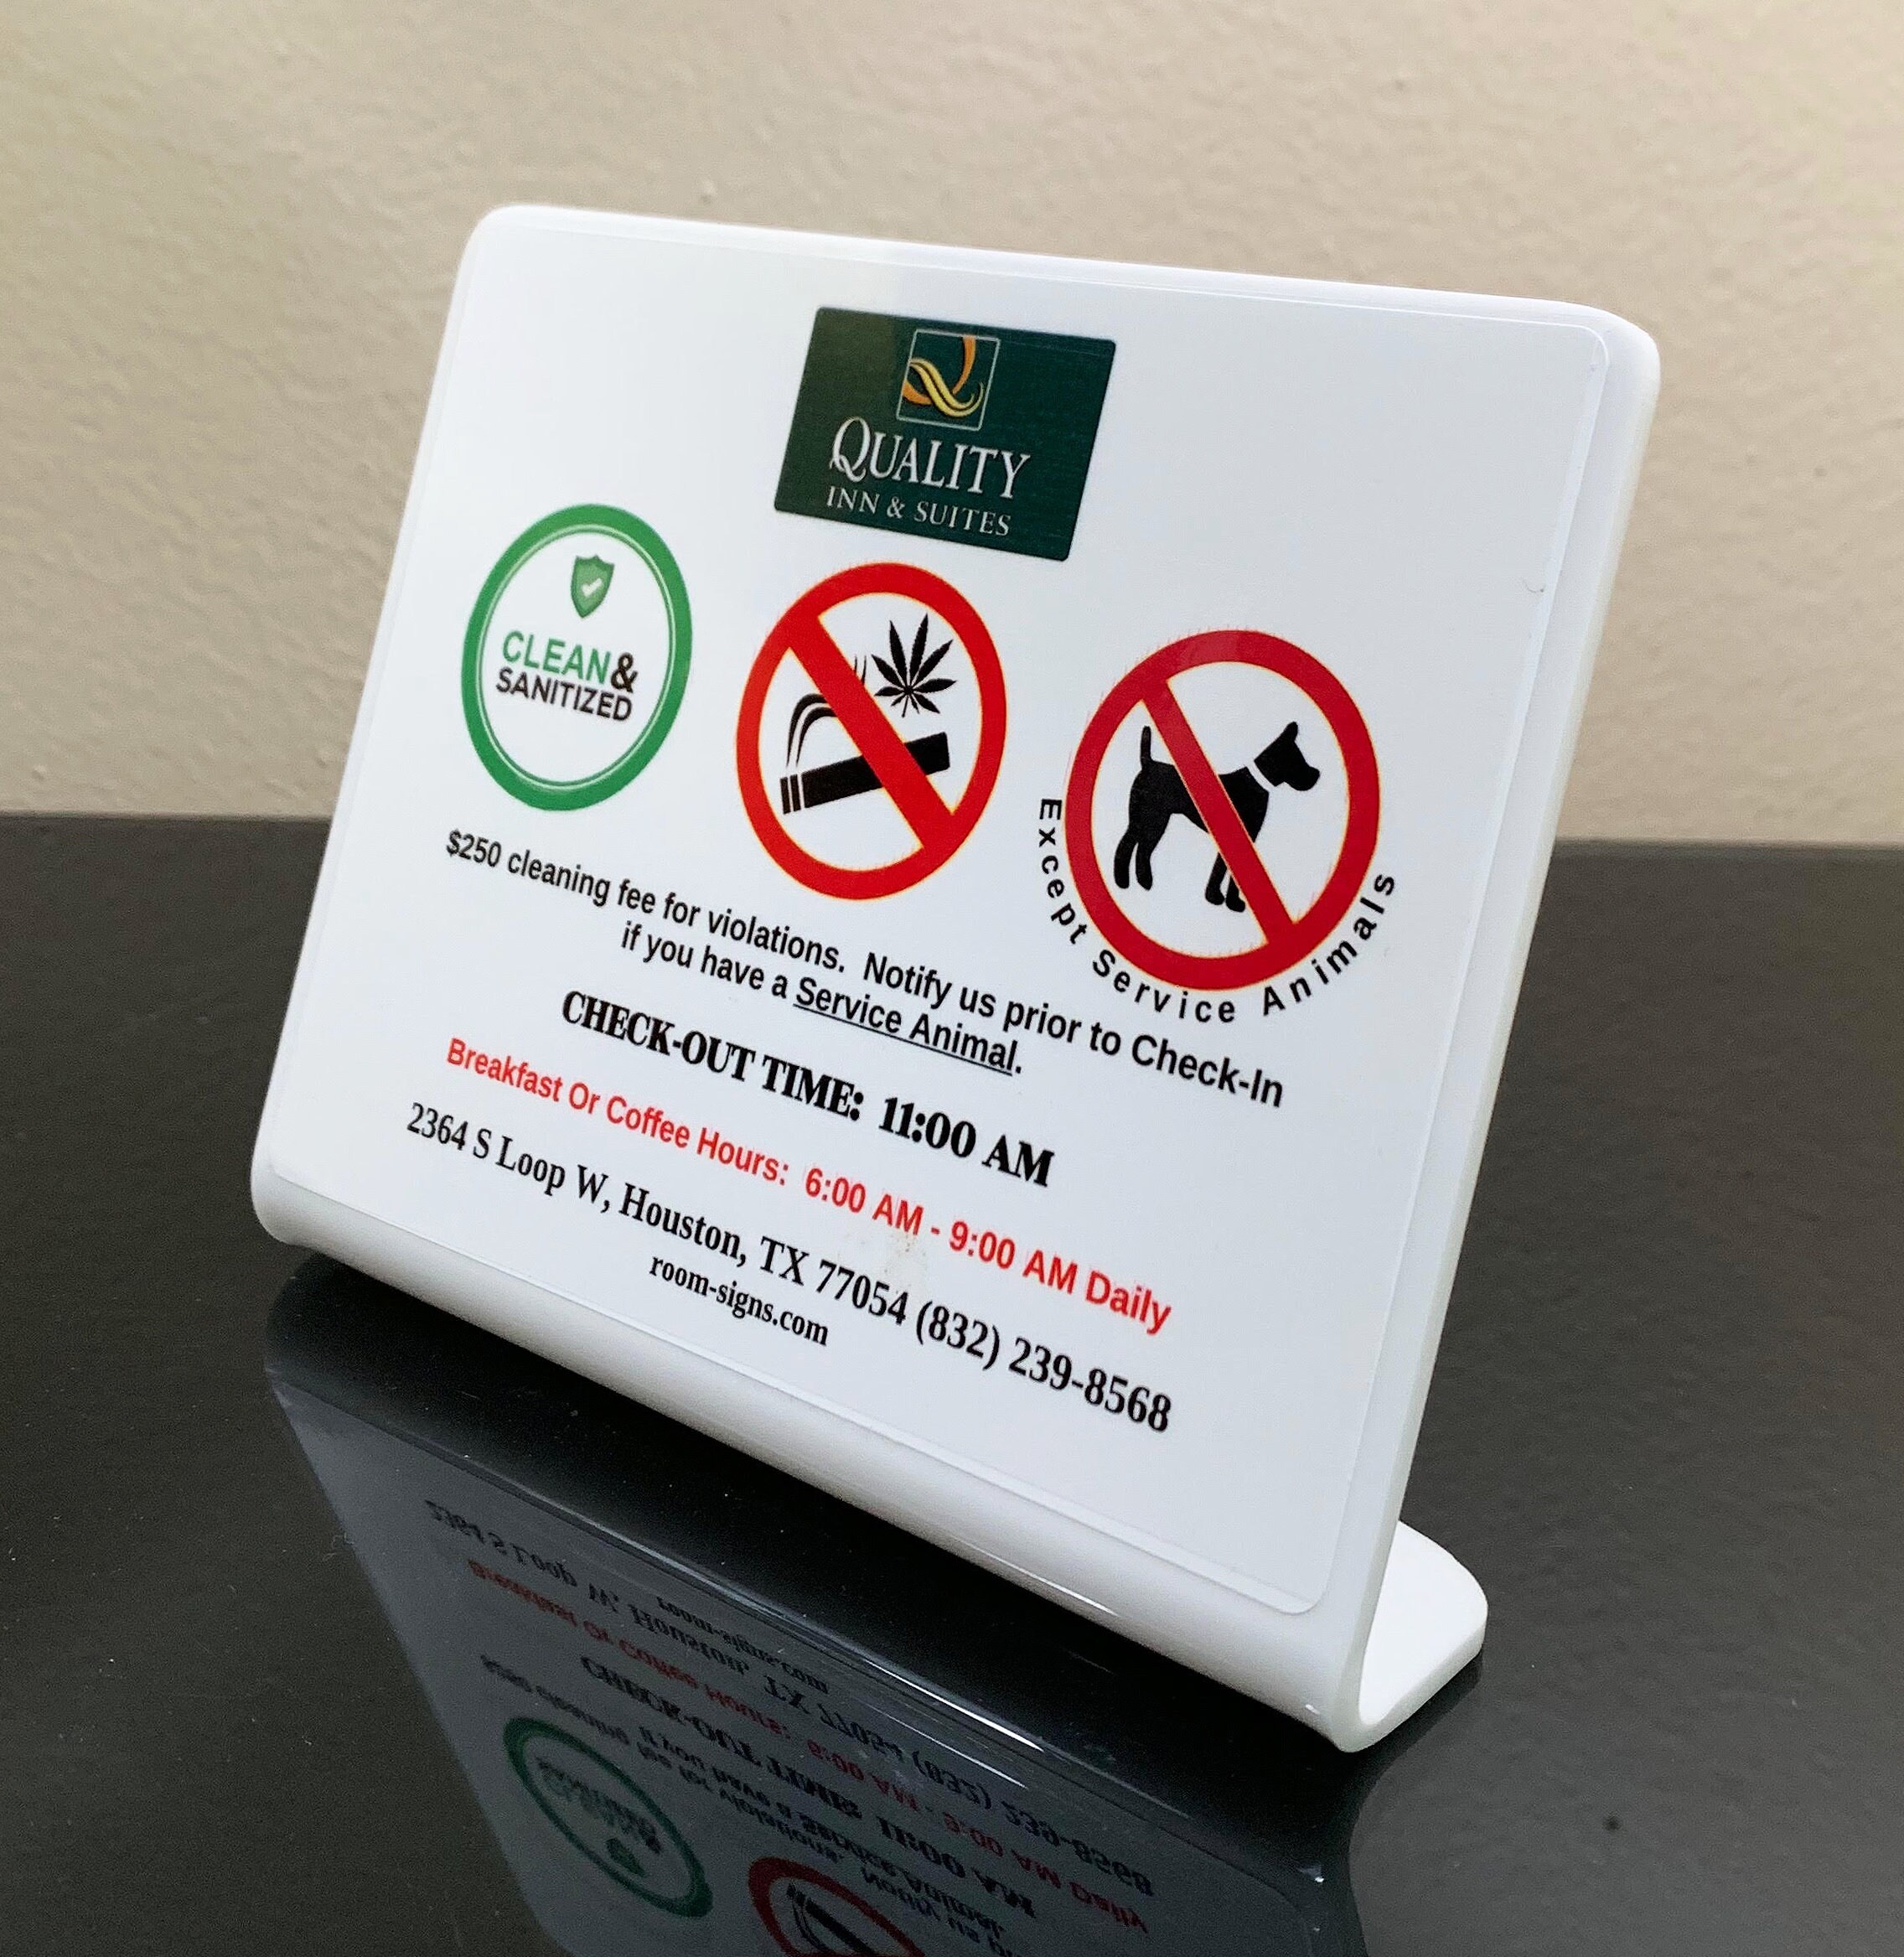 QUALITY
INN & SUITES
CLEAN&
SANITIZED
Except Service Animals
$250 cleaning fee for violations. Notify us prior to Check-In
if you have a Service Animal.
CHECK-OUT TIME: 11:00 AM
Breakfast Or Coffee Hours: 6:00 AM - 9:00 AM Daily
2364 S Loop W, Houston, TX 77054 (832) 239-8568
room-signs.com